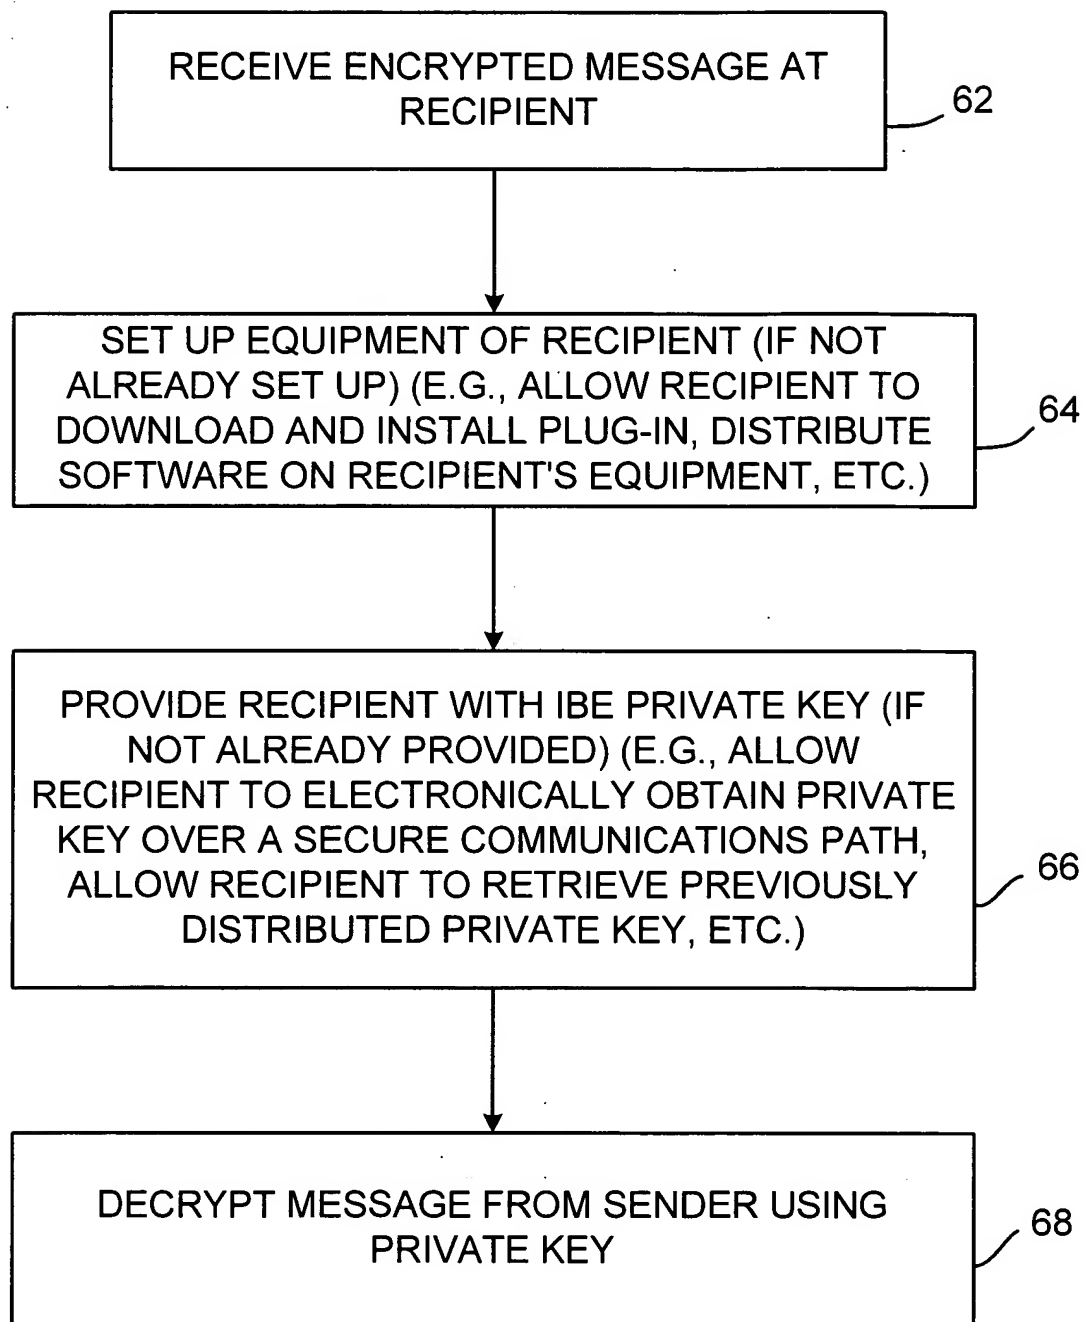 RECEIVE ENCRYPTED MESSAGE AT
RECIPIENT
62
SET UP EQUIPMENT OF RECIPIENT (IF NOT
ALREADY SET UP) (E.G., ALLOW RECIPIENT TO
DOWNLOAD AND INSTALL PLUG-IN, DISTRIBUTE
SOFTWARE ON RECIPIENT'S EQUIPMENT, ETC.)
64
PROVIDE RECIPIENT WITH IBE PRIVATE KEY (IF
NOT ALREADY PROVIDED) (E.G., ALLOW
RECIPIENT TO ELECTRONICALLY OBTAIN PRIVATE
KEY OVER A SECURE COMMUNICATIONS PATH,
ALLOW RECIPIENT TO RETRIEVE PREVIOUSLY
DISTRIBUTED PRIVATE KEY, ETC.)
66
DECRYPT MESSAGE FROM SENDER USING
PRIVATE KEY
68